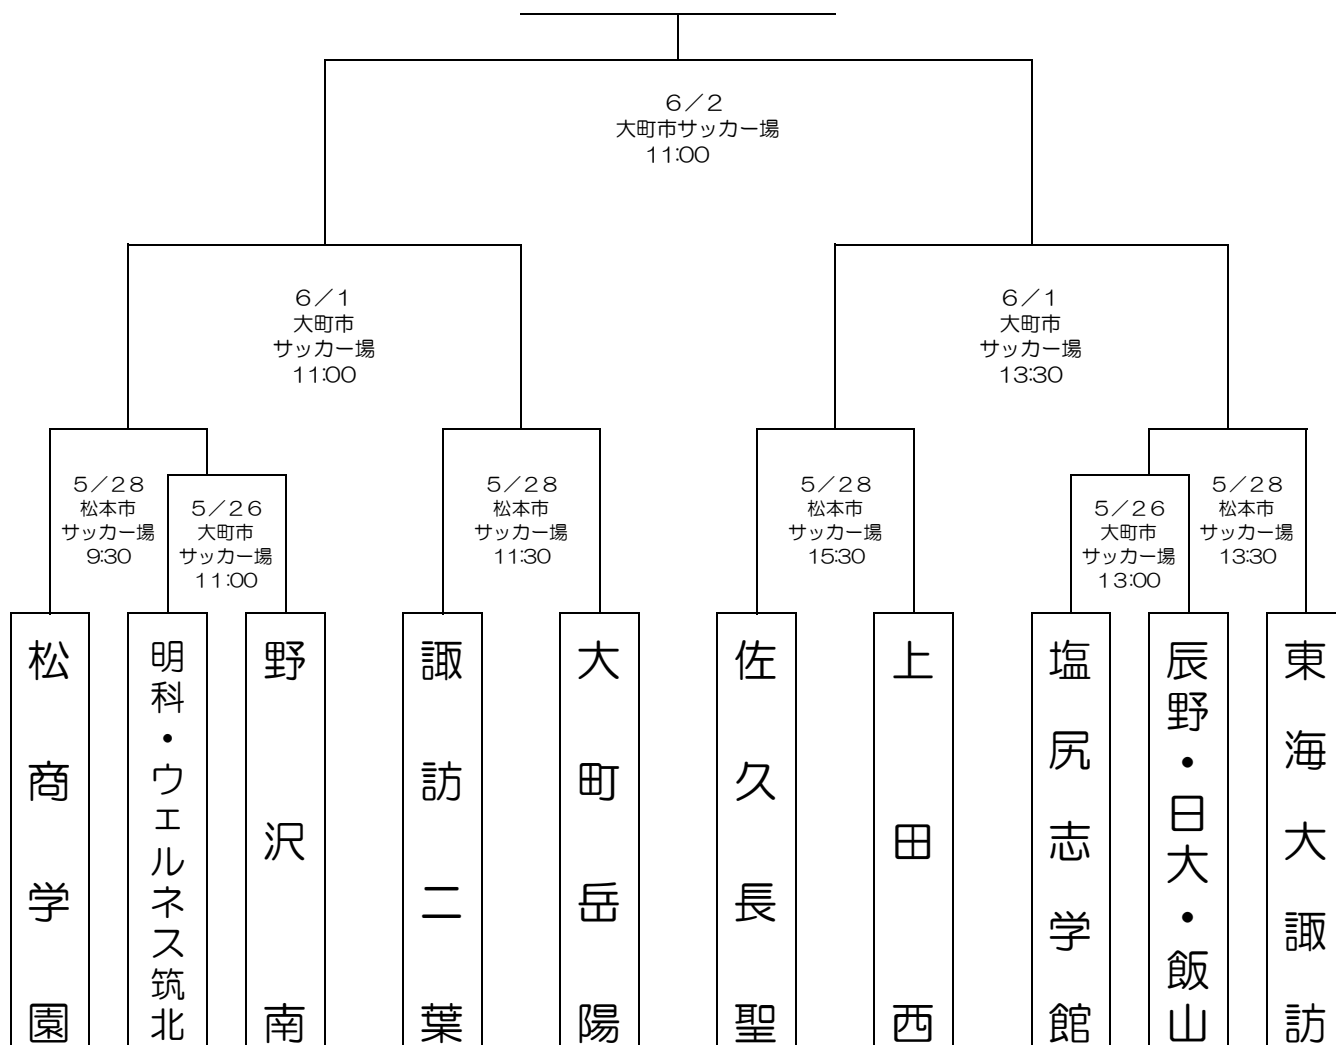 6／2
大町市サッカー場
11:00
6／1
大町市
サッカー場
11:00
6／1
大町市
サッカー場
13:30
5／28
松本市
サッカー場
9:30
5／26
大町市
サッカー場
11:00
5／28
松本市
サッカー場
11:30
5／28
松本市
サッカー場
15:30
5／26
大町市
サッカー場
13:00
5／28
松本市
サッカー場
13:30
松商学園
明科・ウェルネス筑北
野沢南
諏訪二葉
大町岳陽
佐久長聖
上田西
塩尻志学館
辰野・日大・飯山
東海大諏訪